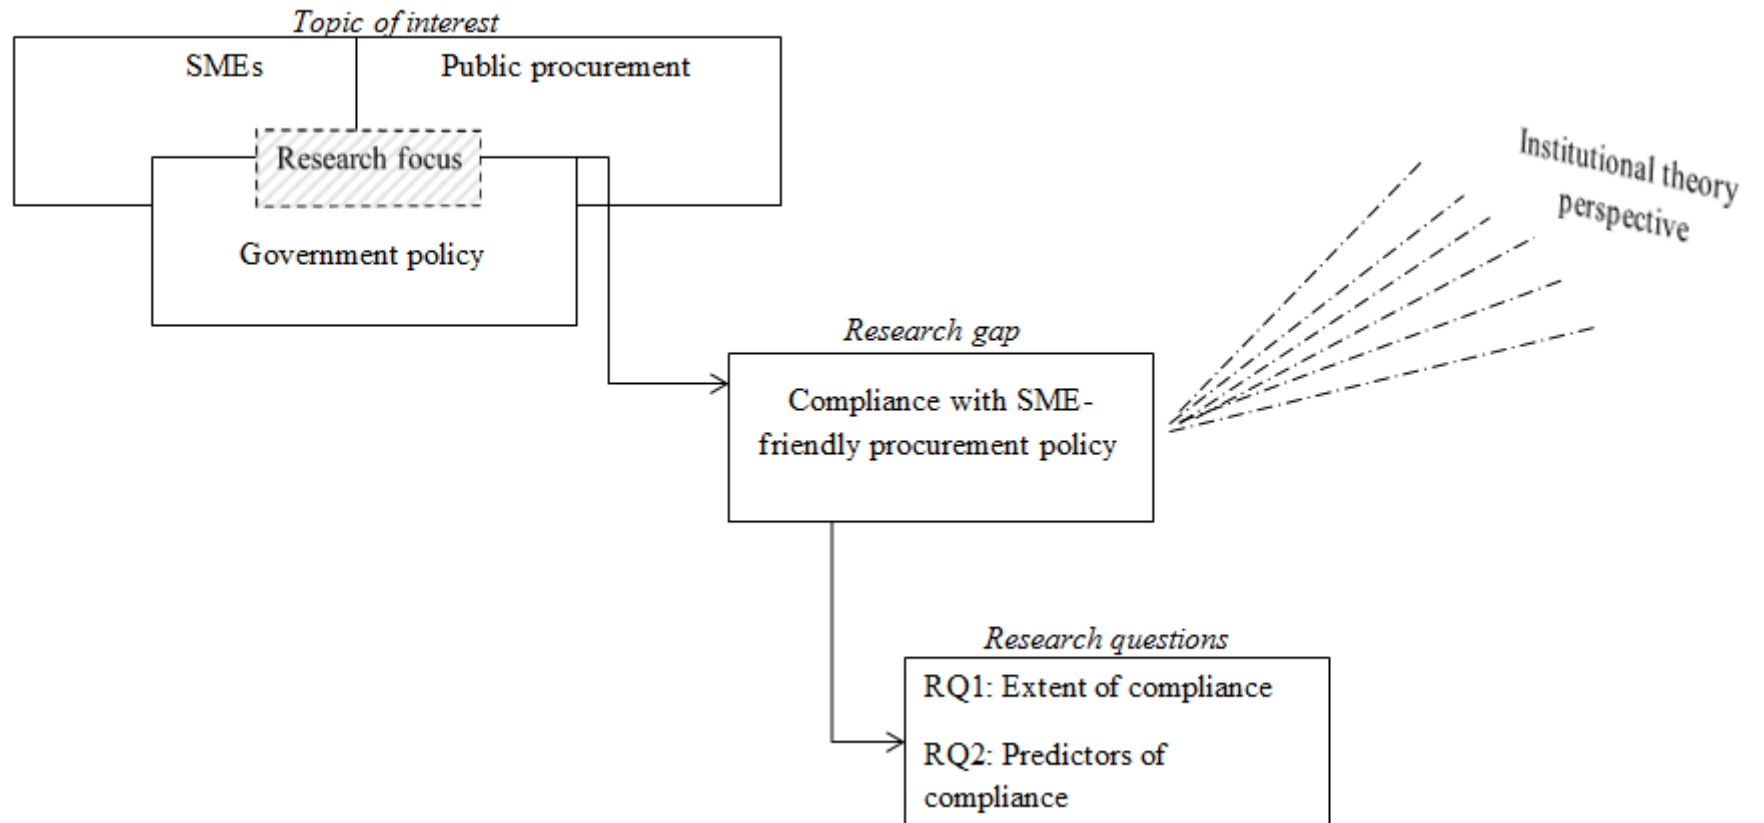 Topic of interest
SMEs
Public procurement
Research focus
Government policy
Institutional theory
perspective
Research gap
Compliance with SME-
friendly procurement policy
Research questions
RQ1: Extent of compliance
RQ2: Predictors of
compliance